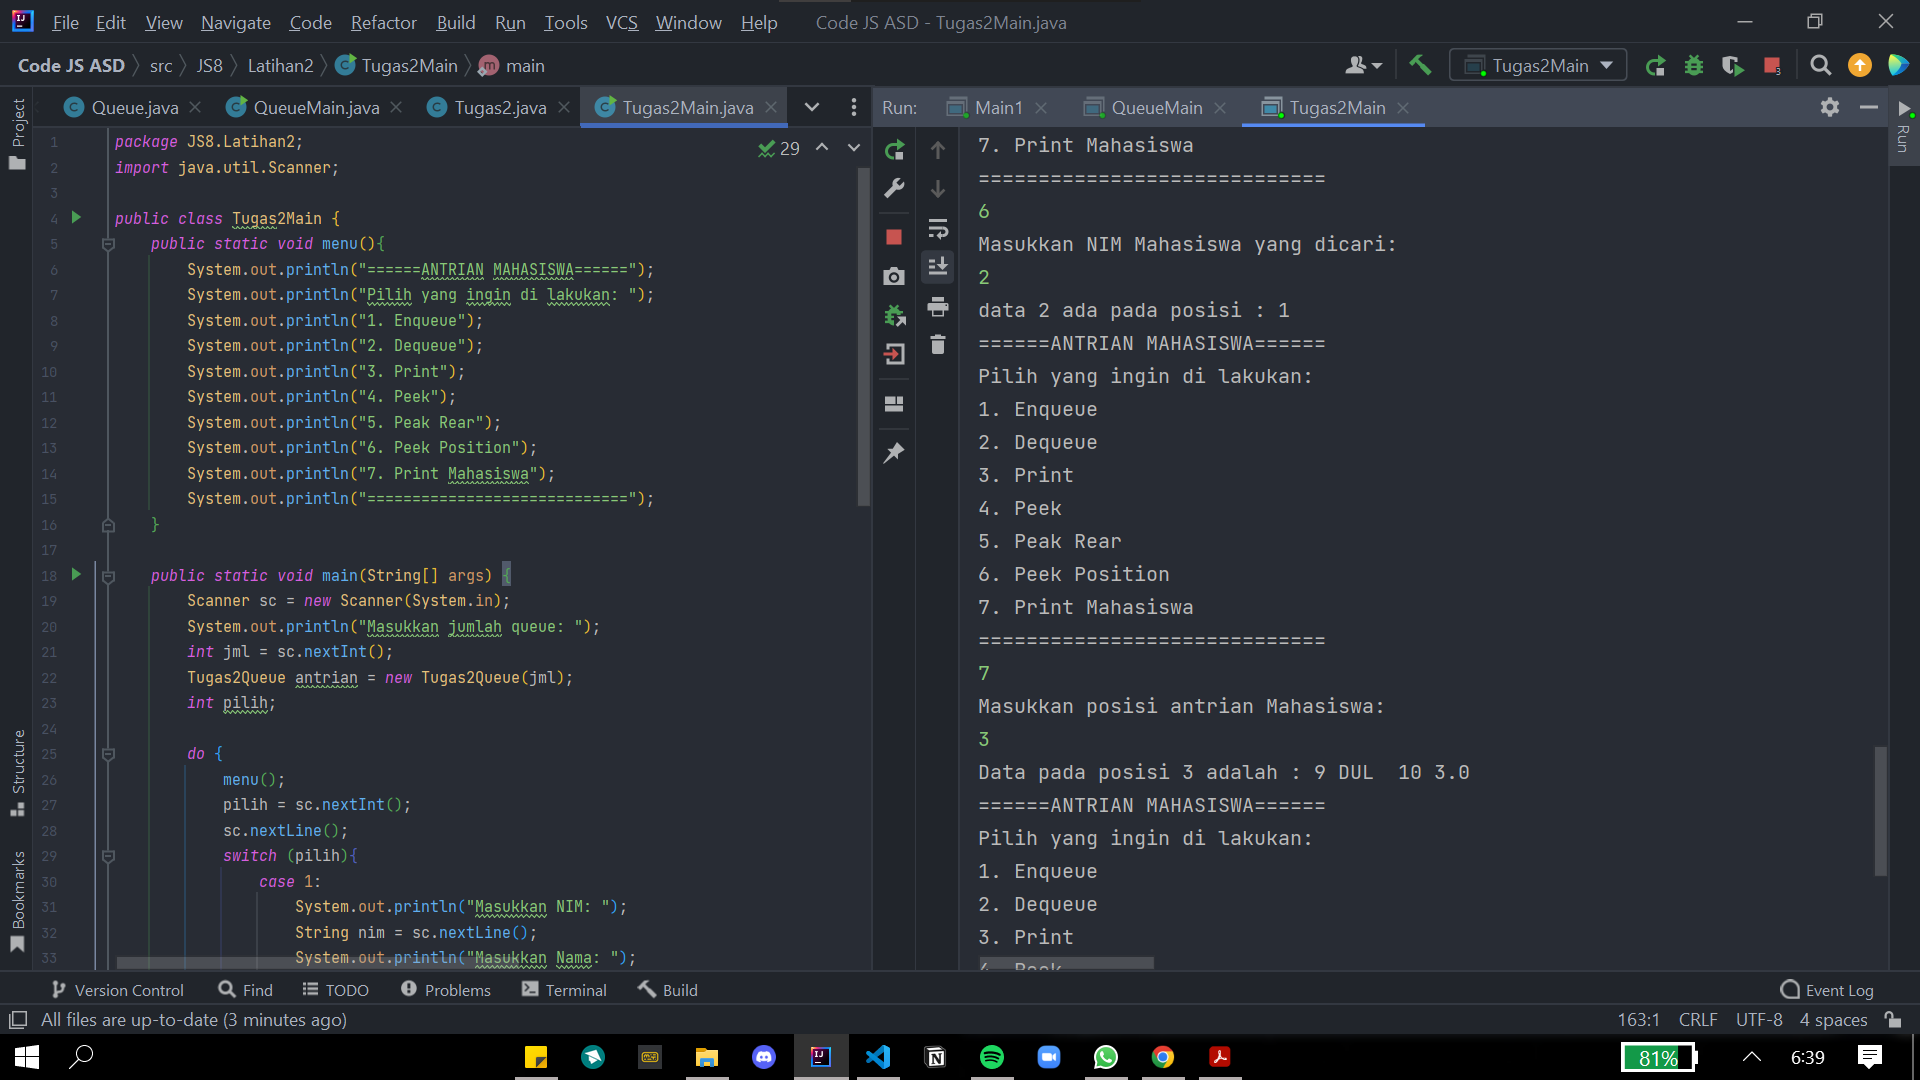 File Edit View Navigate Code Refactor Build Run Tools VCS Window Help Code JS ASD - Tugas2Main.java
Code JS ASD src JS8 Latihan2 Tugas2Main main Tugas2Main
Project
Structure
Bookmarks
Queue.java QueueMain.java Tugas2.java Tugas2Main.java
29
1 package JS8.Latihan2;
2 import java.util.Scanner;
3
4 public class Tugas2Main {
5 public static void menu(){
6 System.out.println("======ANTRIAN MAHASISWA======");
7 System.out.println("Pilih yang ingin di lakukan: ");
8 System.out.println("1. Enqueue");
9 System.out.println("2. Dequeue");
10 System.out.println("3. Print");
11 System.out.println("4. Peek");
12 System.out.println("5. Peak Rear");
13 System.out.println("6. Peek Position");
14 System.out.println("7. Print Mahasiswa");
15 System.out.println("=============================");
16 }
17
18 public static void main(String[] args) {
19 Scanner sc = new Scanner(System.in);
20 System.out.println("Masukkan jumlah queue: ");
21 int jml = sc.nextInt();
22 Tugas2Queue antrian = new Tugas2Queue(jml);
23 int pilih;
24
25 do {
26 menu();
27 pilih = sc.nextInt();
28 sc.nextLine();
29 switch (pilih){
30 case 1:
31 System.out.println("Masukkan NIM: ");
32 String nim = sc.nextLine();
33 System.out.println("Masukkan Nama: ");
Run: Main1 QueueMain Tugas2Main
Run
7. Print Mahasiswa
=============================
6
Masukkan NIM Mahasiswa yang dicari:
2
data 2 ada pada posisi : 1
======ANTRIAN MAHASISWA======
Pilih yang ingin di lakukan:
1. Enqueue
2. Dequeue
3. Print
4. Peek
5. Peak Rear
6. Peek Position
7. Print Mahasiswa
=============================
7
Masukkan posisi antrian Mahasiswa:
3
Data pada posisi 3 adalah : 9 DUL  10 3.0
======ANTRIAN MAHASISWA======
Pilih yang ingin di lakukan:
1. Enqueue
2. Dequeue
3. Print
4. Peek
Version Control Find TODO Problems Terminal Build Event Log
All files are up-to-date (3 minutes ago) 163:1 CRLF UTF-8 4 spaces
81% 6:39